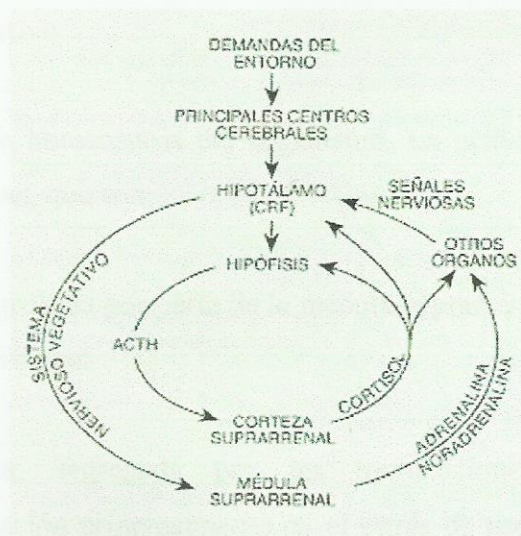 DEMANDAS DEL
ENTORNO
PRINCIPALES CENTROS
CEREBRALES
HIPOTÁLAMO
(CRF)
SEÑALES
NERVIOSAS
HIPÓFISIS
OTROS
ORGANOS
SISTEMA
NERVIOSO VEGETATIVO
ACTH
CORTISOL
ADRENALINA
NORADRENALINA
CORTEZA
SUPRARRENAL
MÉDULA
SUPRARRENAL